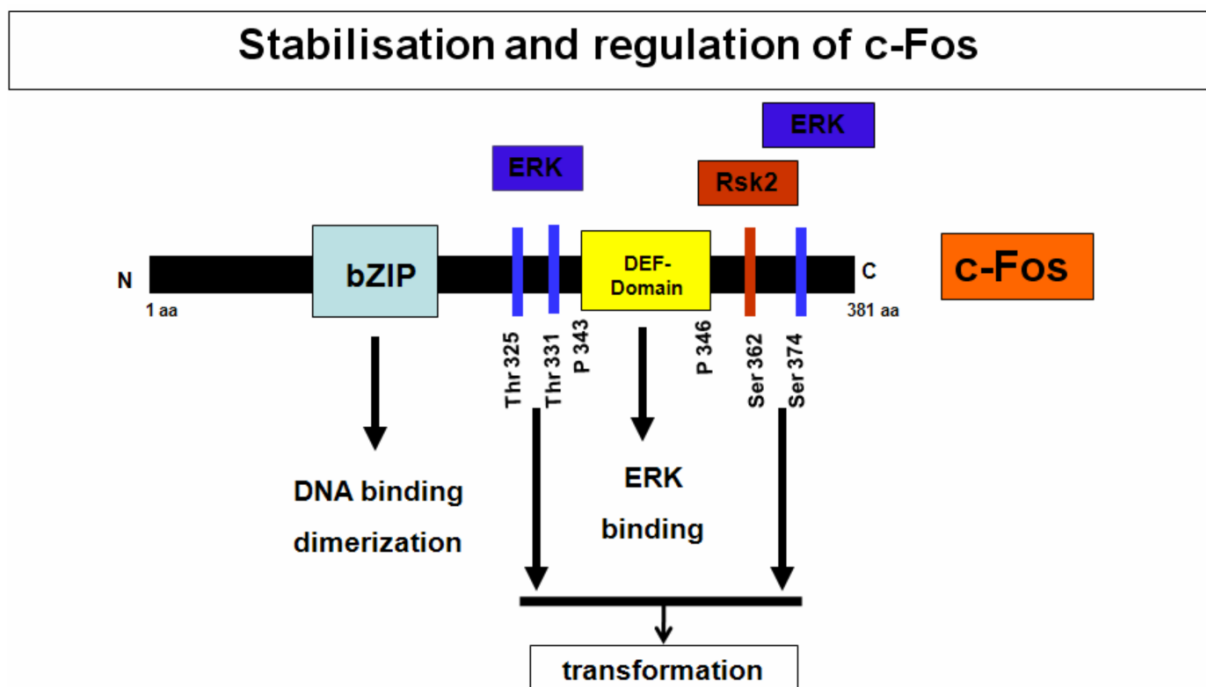 Stabilisation and regulation of c-Fos
ERK
ERK
Rsk2
N
bZIP
DEF-
Domain
C
c-Fos
1 aa
381 aa
Thr 325
Thr 331
P 343
P 346
Ser 362
Ser 374
DNA binding
dimerization
ERK
binding
transformation